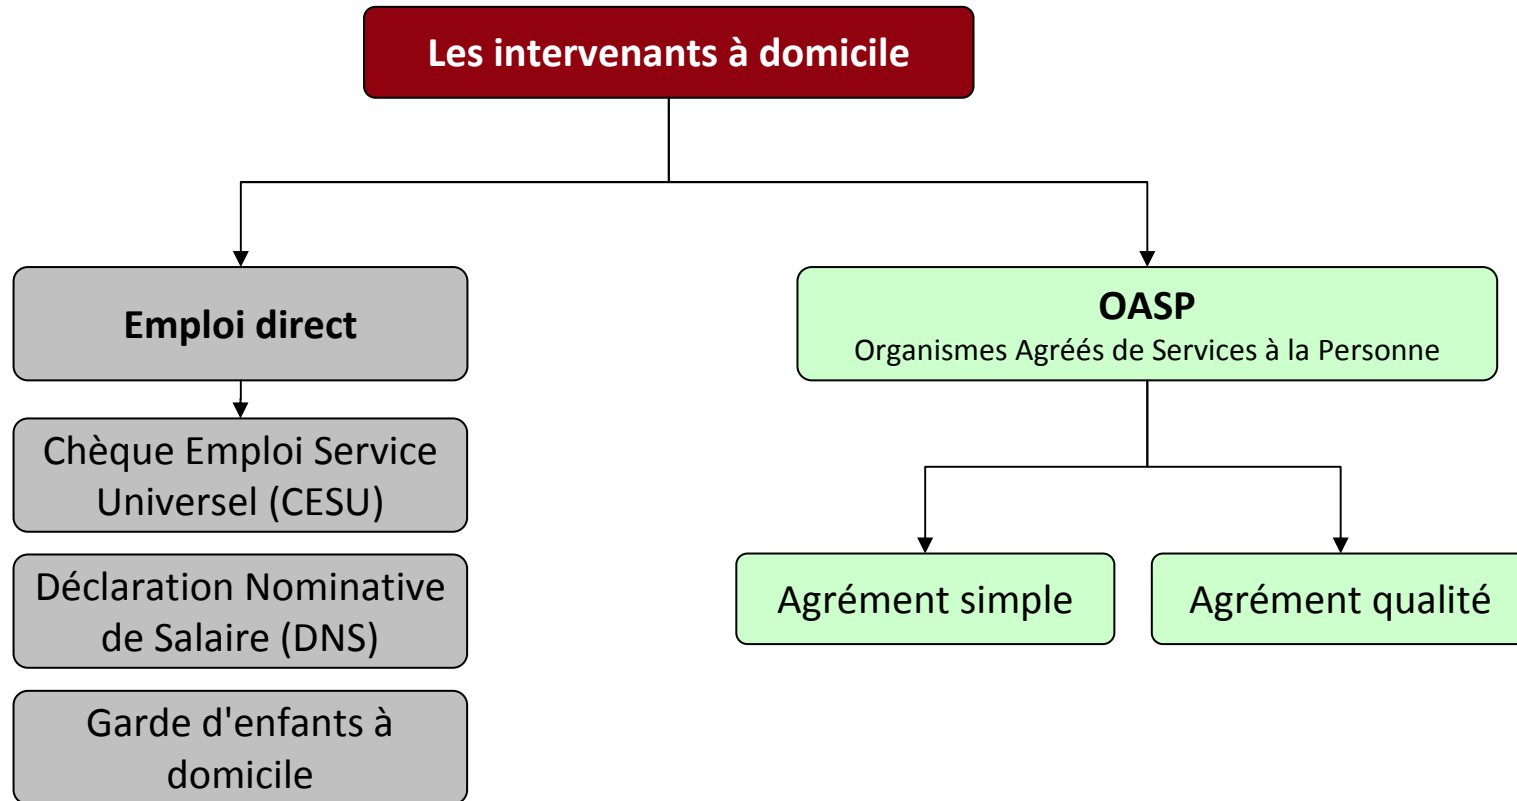 Les intervenants à domicile
Emploi direct
OASP
Organismes Agréés de Services à la Personne
Chèque Emploi Service
Universel (CESU)
Déclaration Nominative
de Salaire (DNS)
Garde d'enfants à
domicile
Agrément simple
Agrément qualité